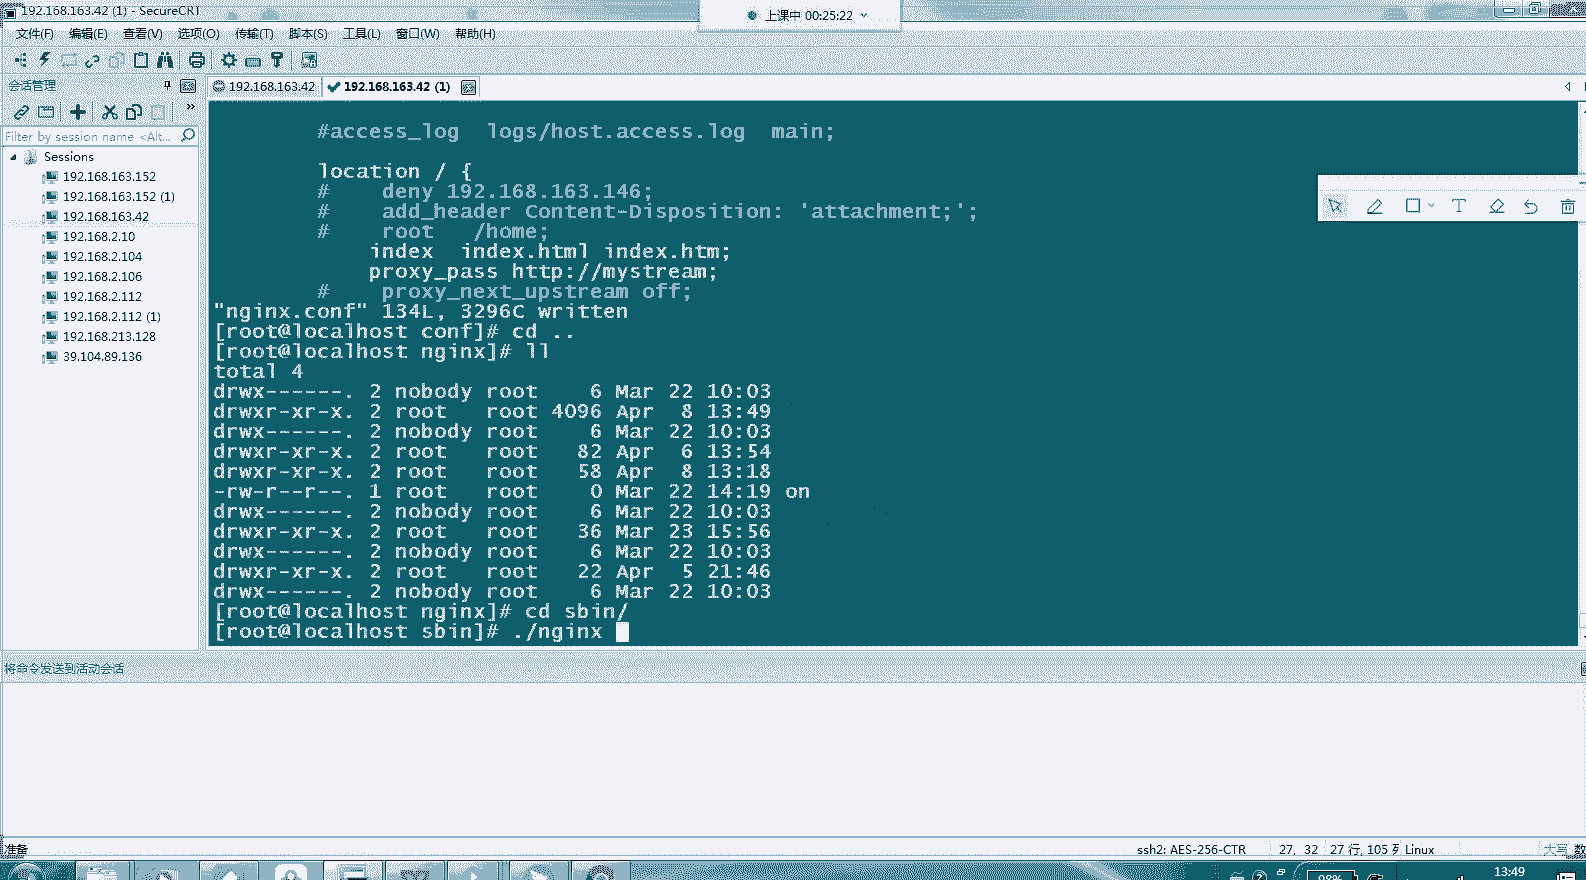 192.168.163.42 (1) - SecureCRT
上课中 00:25:22
文件(F) 编辑(E) 查看(V) 选项(O) 传输(T) 脚本(S) 工具(L) 窗口(W) 帮助(H)
会话管理
192.168.163.42
192.168.163.42 (1)
Filter by session name <Alt...
Sessions
192.168.163.152
192.168.163.152 (1)
192.168.163.42
192.168.2.10
192.168.2.104
192.168.2.106
192.168.2.112
192.168.2.112 (1)
192.168.213.128
39.104.89.136
#access_log  logs/host.access.log  main;
location / {
#    deny 192.168.163.146;
#    add_header Content-Disposition: 'attachment;';
#    root   /home;
index  index.html index.htm;
proxy_pass http://mystream;
#    proxy_next_upstream off;
"nginx.conf" 134L, 3296C written
[root@localhost conf]# cd ..
[root@localhost nginx]# ll
total 4
drwx------. 2 nobody root    6 Mar 22 10:03
drwxr-xr-x. 2 root   root 4096 Apr  8 13:49
drwx------. 2 nobody root    6 Mar 22 10:03
drwxr-xr-x. 2 root   root   82 Apr  6 13:54
drwxr-xr-x. 2 root   root   58 Apr  8 13:18
-rw-r--r--. 1 root   root    0 Mar 22 14:19 on
drwx------. 2 nobody root    6 Mar 22 10:03
drwxr-xr-x. 2 root   root   36 Mar 23 15:56
drwx------. 2 nobody root    6 Mar 22 10:03
drwxr-xr-x. 2 root   root   22 Apr  5 21:46
drwx------. 2 nobody root    6 Mar 22 10:03
[root@localhost nginx]# cd sbin/
[root@localhost sbin]# ./nginx
将命令发送到活动会话
准备
ssh2: AES-256-CTR
27, 32
27 行, 105 列
Linux
大写
数
98%
13:49